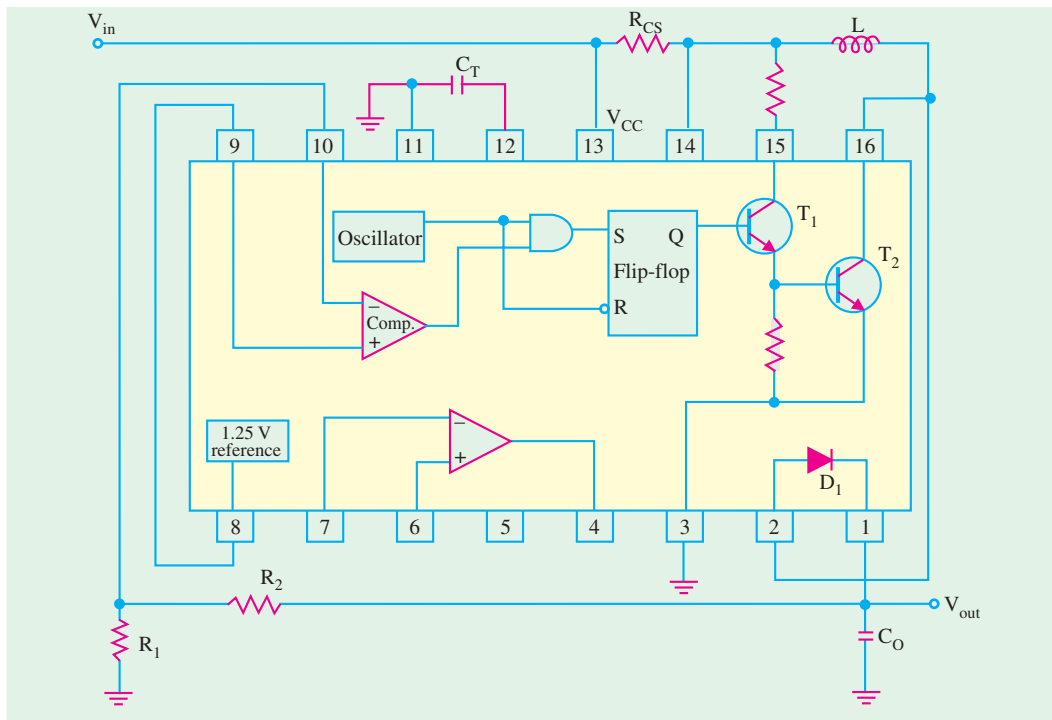 V_in
R_CS
L
C_T
V_CC
9 10 11 12 13 14 15 16
Oscillator
S Q
Flip-flop
R
T_1
T_2
−
Comp.
+
1.25 V
reference
−
+
D_1
8 7 6 5 4 3 2 1
R_2
V_out
R_1
C_O